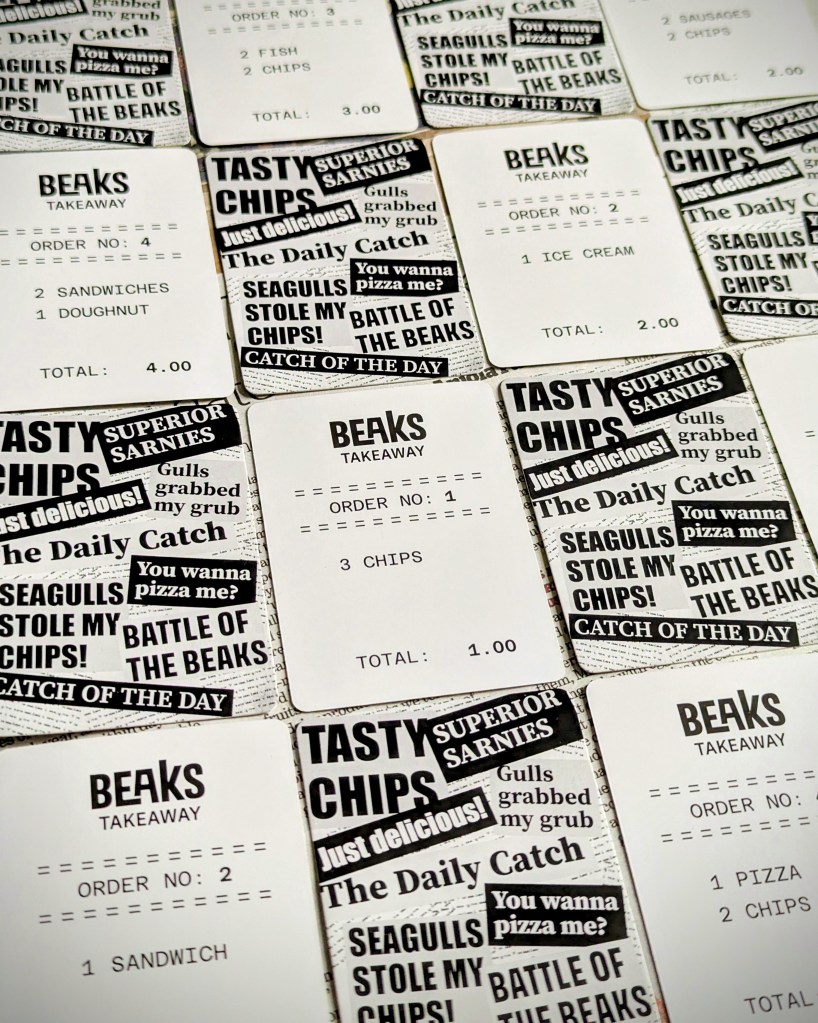 delicious!
grabbed
my grub
The Daily Catch
SEAGULLS
STOLE MY
CHIPS!
You wanna
pizza me?
BATTLE OF
THE BEAKS
CATCH OF THE DAY
ORDER NO: 3
2 FISH
2 CHIPS
TOTAL: 3.00
Just delicious!
my grub
The Daily Catch
SEAGULLS
STOLE MY
CHIPS!
You wanna
pizza me?
BATTLE OF
THE BEAKS
CATCH OF THE DAY
2 SAUSAGES
2 CHIPS
TOTAL: 2.00
BEAKS
TAKEAWAY
= = = = = = = = = = =
ORDER NO: 4
= = = = = = = = = = =
2 SANDWICHES
1 DOUGHNUT
TOTAL: 4.00
TASTY
CHIPS
SUPERIOR
SARNIES
Just delicious!
Gulls
grabbed
my grub
The Daily Catch
SEAGULLS
STOLE MY
CHIPS!
You wanna
pizza me?
BATTLE OF
THE BEAKS
CATCH OF THE DAY
BEAKS
TAKEAWAY
= = = = = = = = = = =
ORDER NO: 2
= = = = = = = = = = =
1 ICE CREAM
TOTAL: 2.00
TASTY
CHIPS
SUPERIOR
SARNIES
Just delicious!
The Daily C
SEAGULLS
STOLE MY
CHIPS!
CATCH OF TH
TASTY
CHIPS
SUPERIOR
SARNIES
Just delicious!
Gulls
grabbed
my grub
The Daily Catch
SEAGULLS
STOLE MY
CHIPS!
You wanna
pizza me?
BATTLE OF
THE BEAKS
CATCH OF THE DAY
BEAKS
TAKEAWAY
= = = = = = = = = = =
ORDER NO: 1
= = = = = = = = = = =
3 CHIPS
TOTAL: 1.00
TASTY
CHIPS
SUPERIOR
SARNIES
Just delicious!
Gulls
grabbed
my grub
The Daily Catch
SEAGULLS
STOLE MY
CHIPS!
You wanna
pizza me?
BATTLE OF
THE BEAKS
CATCH OF THE DAY
BEAKS
TAKEAWAY
= = = = = = = = = = =
ORDER NO: 2
= = = = = = = = = = =
1 SANDWICH
TASTY
CHIPS
SUPERIOR
SARNIES
Just delicious!
Gulls
grabbed
my grub
The Daily Catch
SEAGULLS
STOLE MY
CHIPS
You wanna
pizza me?
BATTLE OF
THE BEAKS
BEAKS
TAKEAWAY
= = = = = = = =
ORDER NO:
= = = = = = = =
1 PIZZA
2 CHIPS
TOTAL